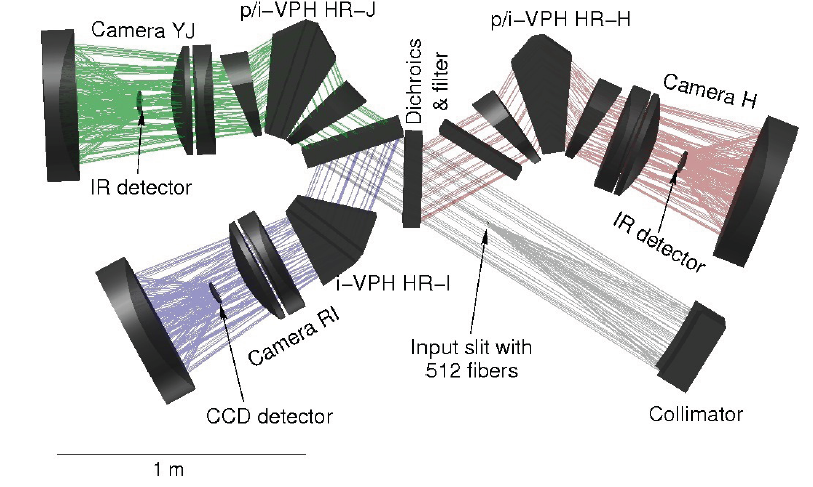 p/i−VPH HR−J
Camera YJ
p/i−VPH HR−H
Dichroics
& filter
Camera H
IR detector
IR detector
i−VPH HR−I
Camera RI
Input slit with
512 fibers
CCD detector
Collimator
1 m